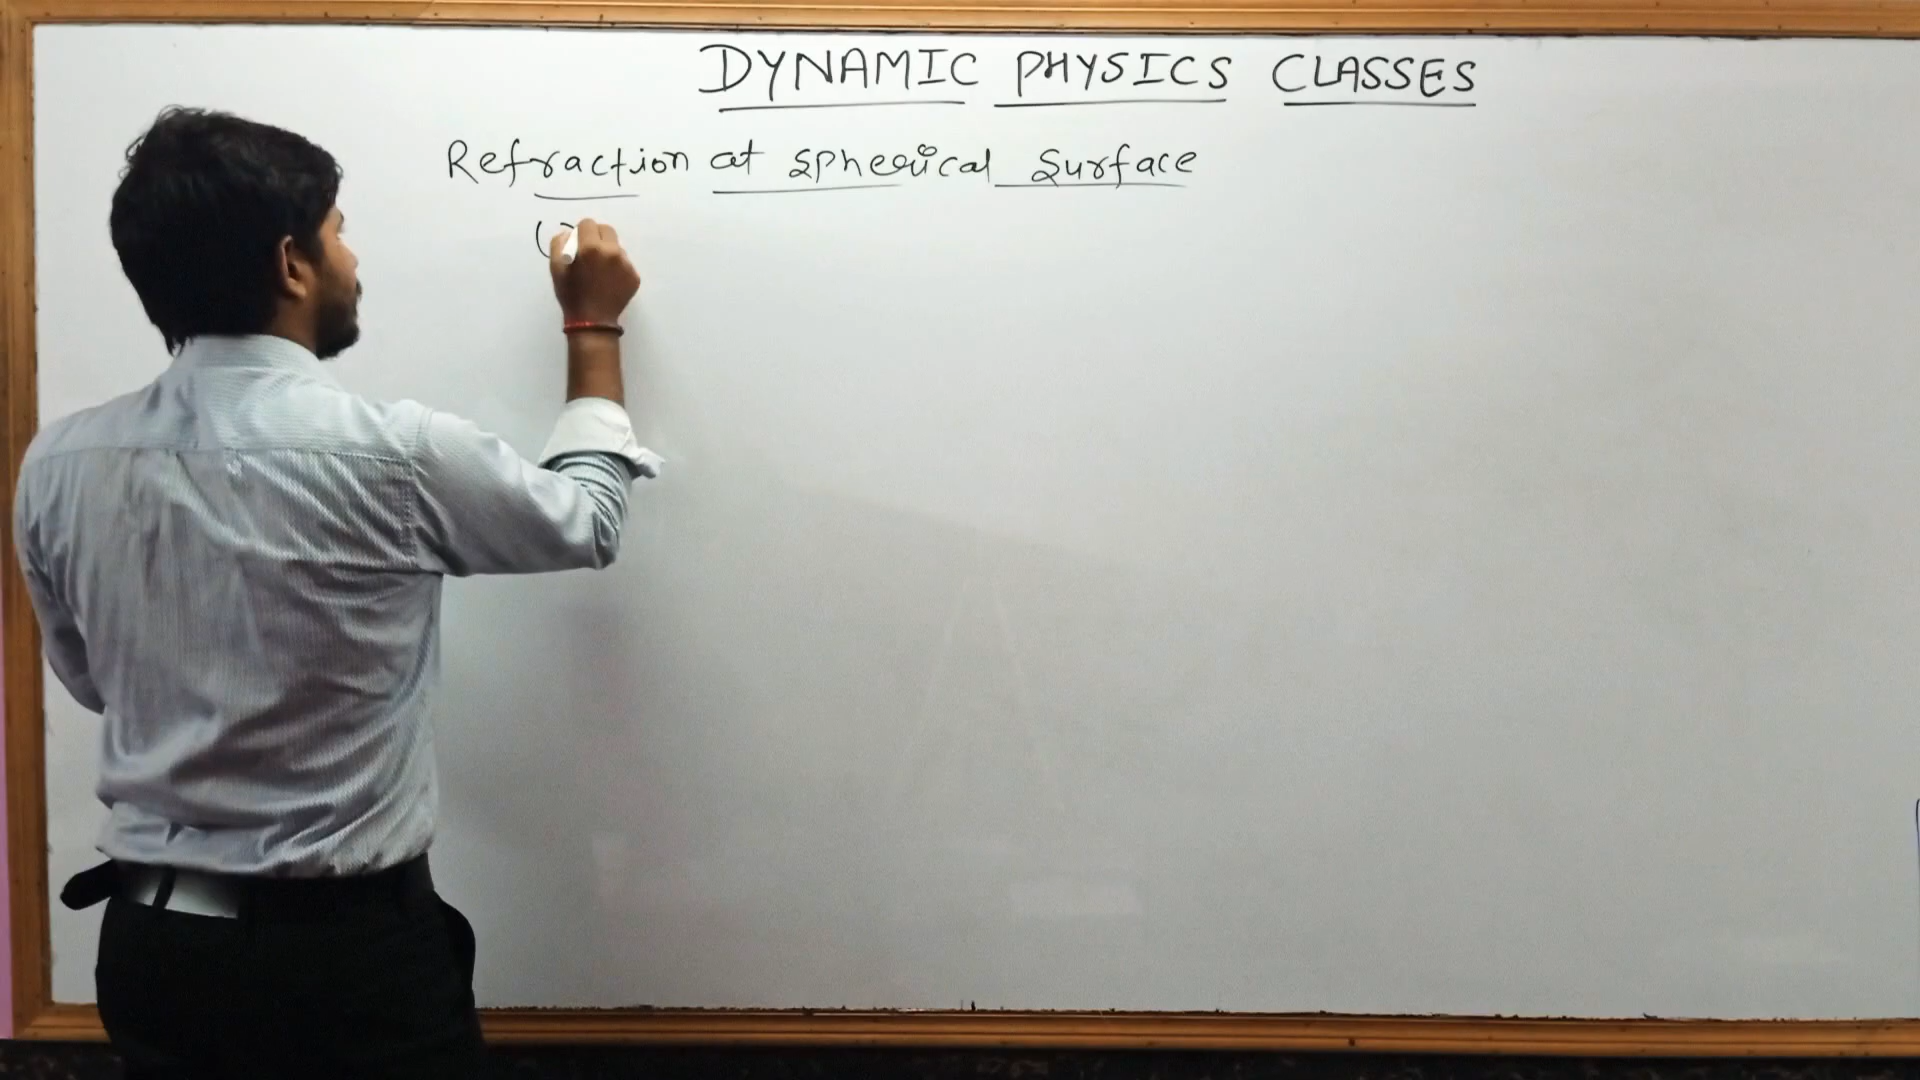 DYNAMIC PHYSICS CLASSES
Refraction at Spherical Surface